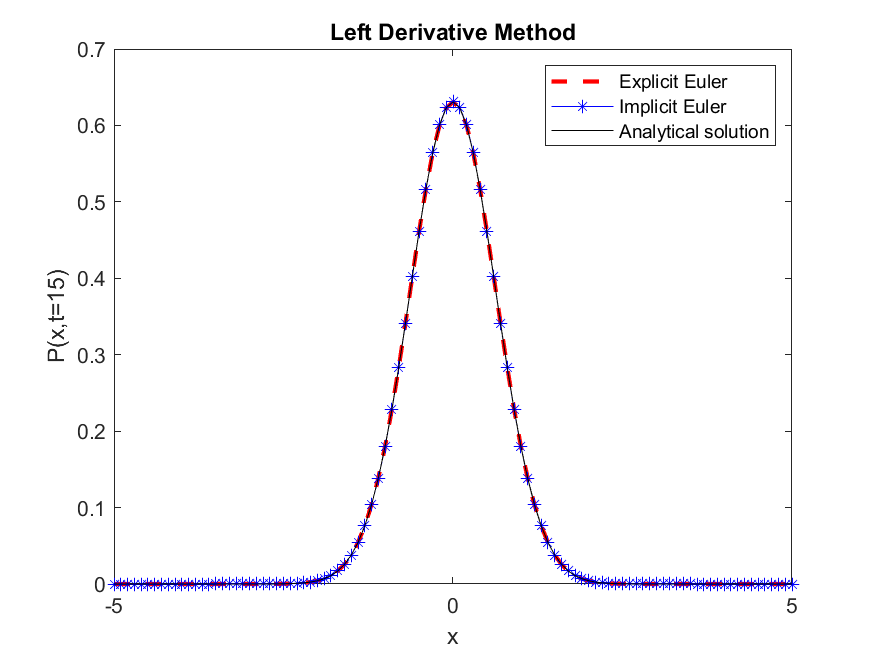 Left Derivative Method
0.7
0.6
0.5
0.4
0.3
0.2
0.1
0
P(x,t=15)
Explicit Euler
Implicit Euler
Analytical solution
-5
0
5
x